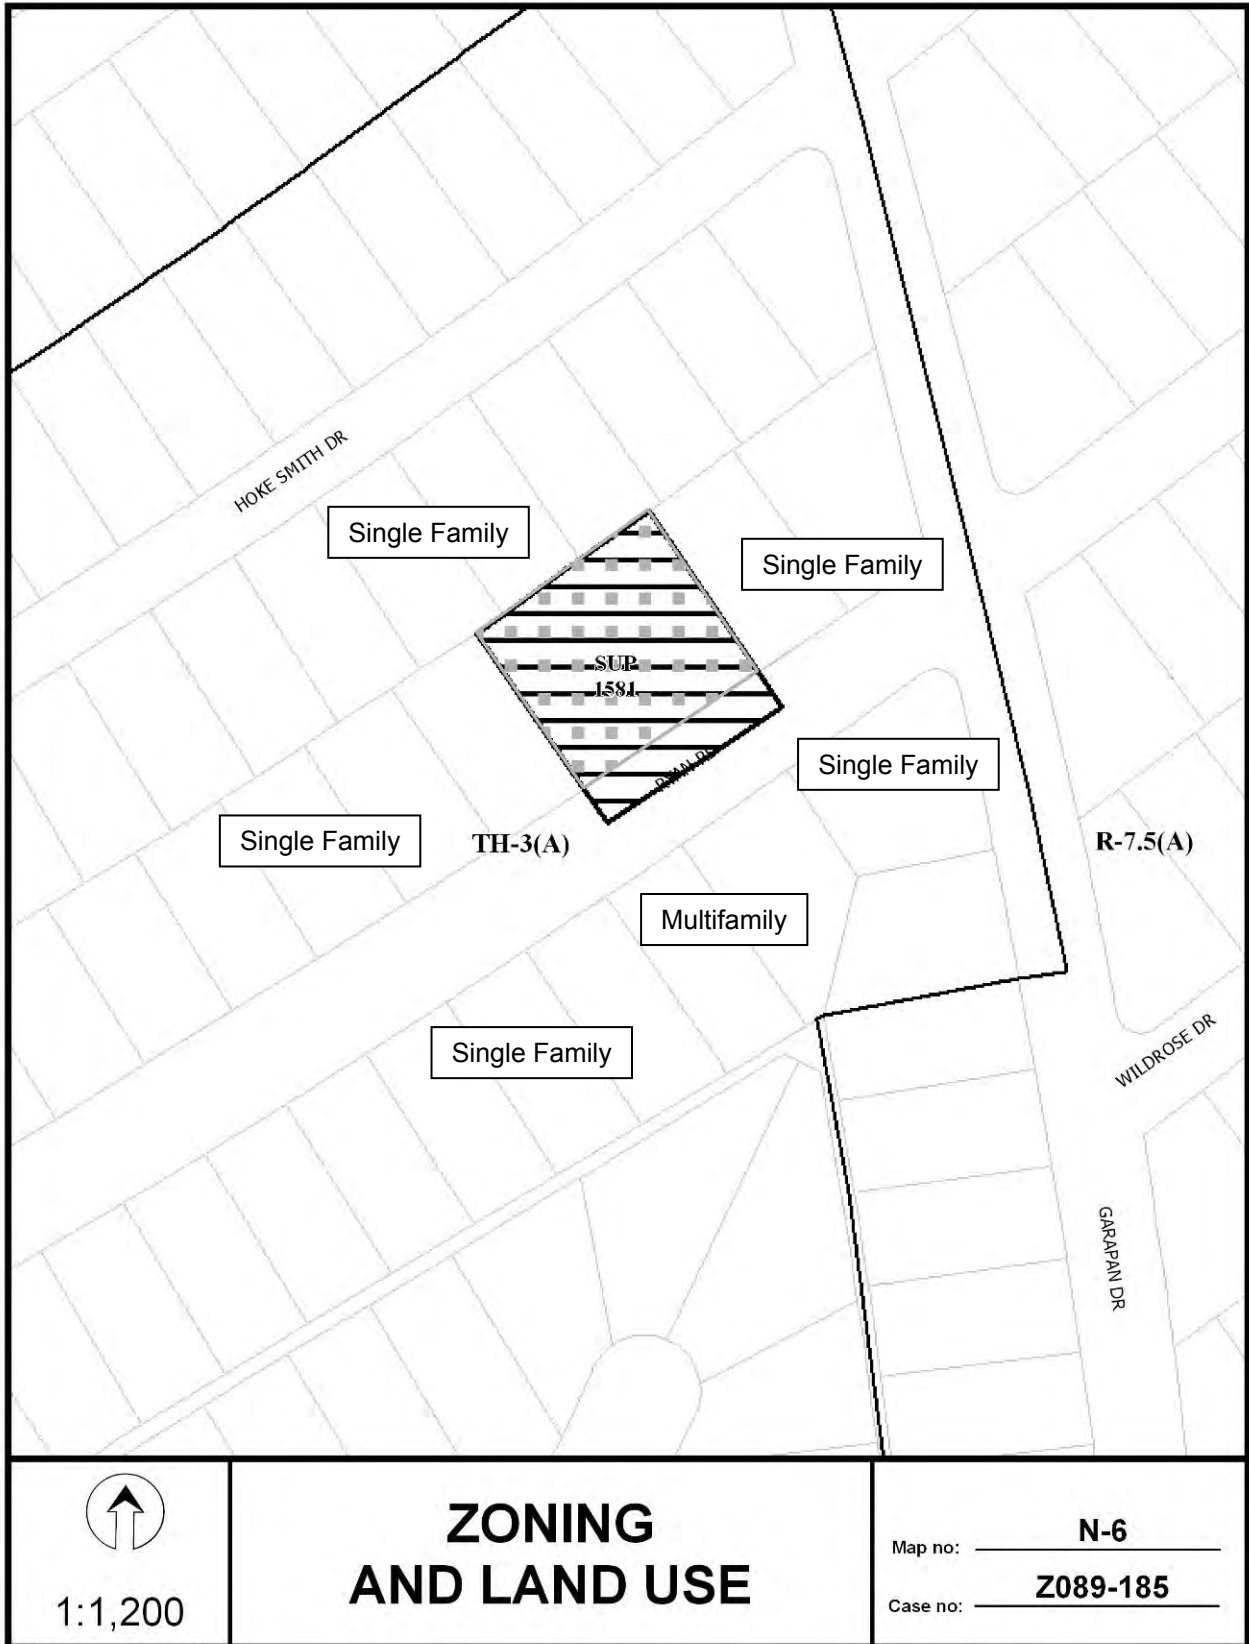 HOKE SMITH DR
Single Family
Single Family
SUP
1581
RYAN RD
Single Family
Single Family
TH-3(A)
R-7.5(A)
Multifamily
Single Family
WILDROSE DR
GARAPAN DR
1:1,200
ZONING
AND LAND USE
Map no: N-6
Case no: Z089-185